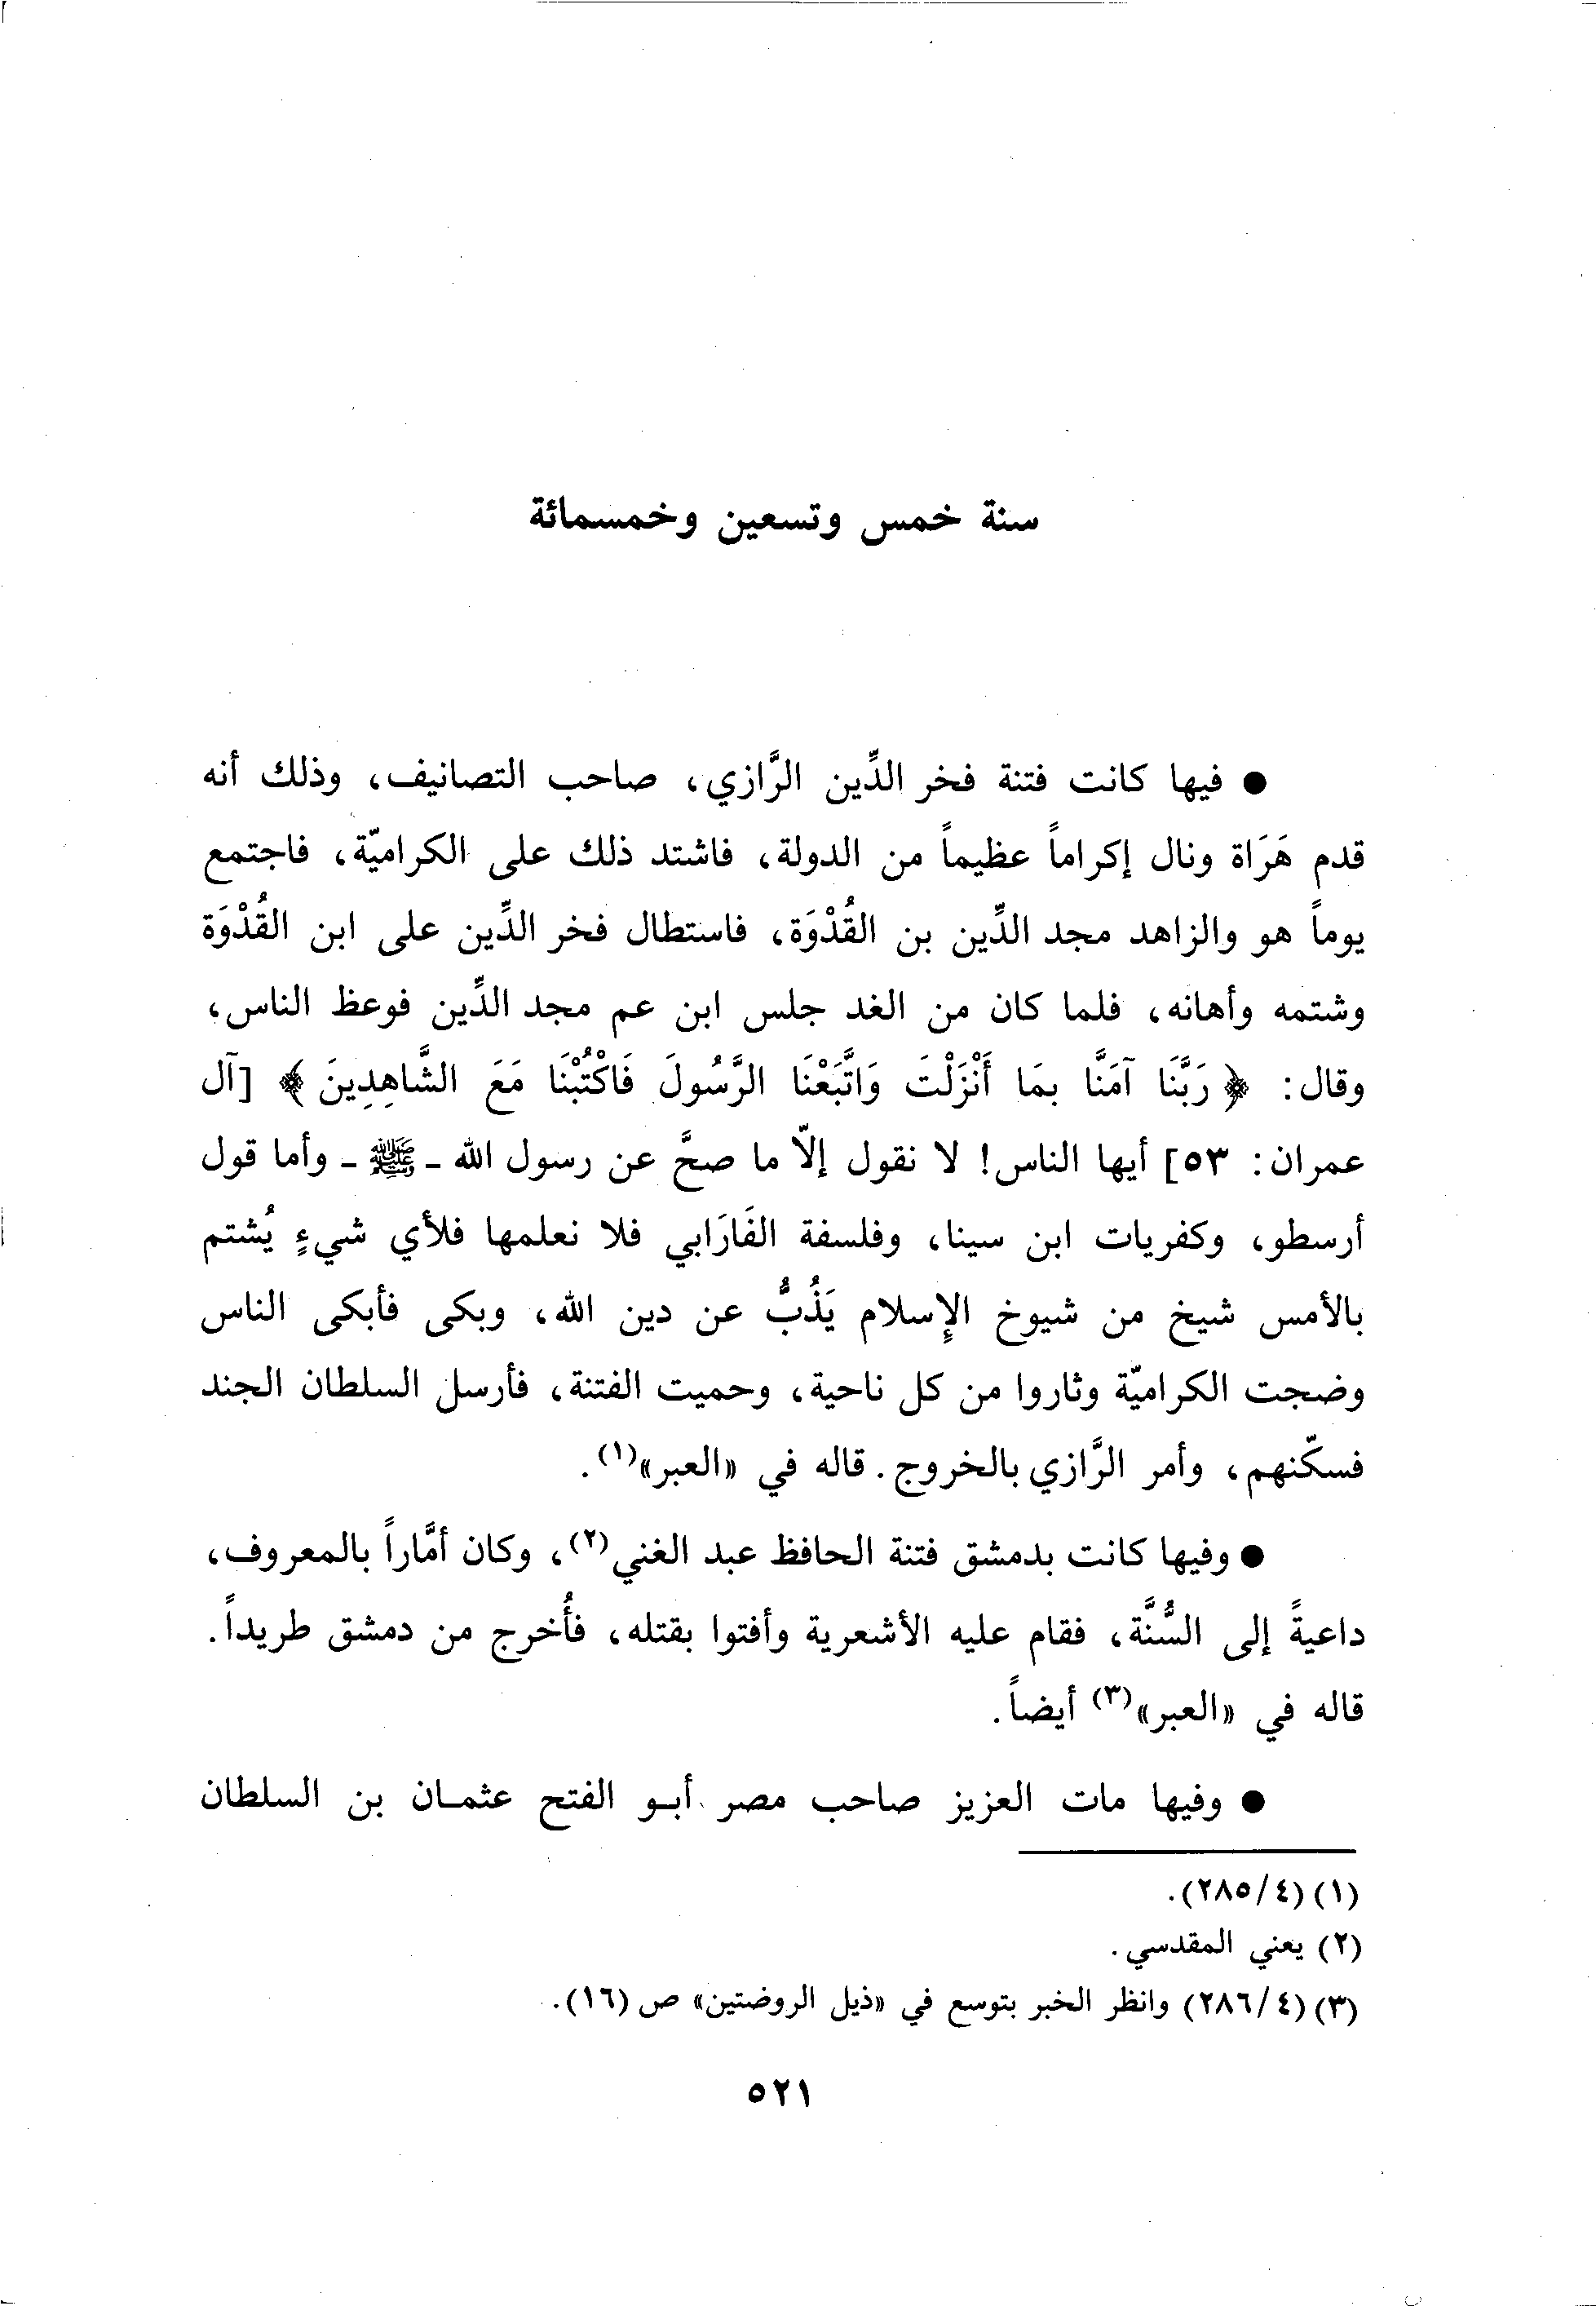 سنة خمس وتسعين وخمسمائة
● فيها كانت فتنة فخر الدِّين الرَّازي، صاحب التصانيف، وذلك أنه
قدم هَرَاة ونال إكراماً عظيماً من الدولة، فاشتد ذلك على الكراميّة، فاجتمع
يوماً هو والزاهد مجد الدِّين بن القُدْوَة، فاستطال فخر الدِّين على ابن القُدْوَة
وشتمه وأهانه، فلما كان من الغد جلس ابن عم مجد الدِّين فوعظ الناس،
وقال: ﴿ رَبَّنَا آمَنَّا بِمَا أَنْزَلْتَ وَاتَّبَعْنَا الرَّسُولَ فَاكْتُبْنَا مَعَ الشَّاهِدِينَ ﴾ [آل
عمران: ٥٣] أيها الناس! لا نقول إلاّ ما صحَّ عن رسول الله ـ ﷺ ـ وأما قول
أرسطو، وكفريات ابن سينا، وفلسفة الفَارَابي فلا نعلمها فلأي شيءٍ يُشتم
بالأمس شيخ من شيوخ الإسلام يَذُبُّ عن دين الله، وبكى فأبكى الناس
وضجت الكراميّة وثاروا من كل ناحية، وحميت الفتنة، فأرسل السلطان الجند
فسكّنهم، وأمر الرَّازي بالخروج. قاله في «العبر»(١).
● وفيها كانت بدمشق فتنة الحافظ عبد الغني(٢)، وكان أمَّاراً بالمعروف،
داعيةً إلى السُّنَّة، فقام عليه الأشعرية وأفتوا بقتله، فأُخرج من دمشق طريداً.
قاله في «العبر»(٣) أيضاً.
● وفيها مات العزيز صاحب مصر أبـو الفتح عثمـان بن السلطان
(١) (٢٨٥/٤).
(٢) يعني المقدسي.
(٣) (٢٨٦/٤) وانظر الخبر بتوسع في «ذيل الروضتين» ص (١٦).
٥٢١